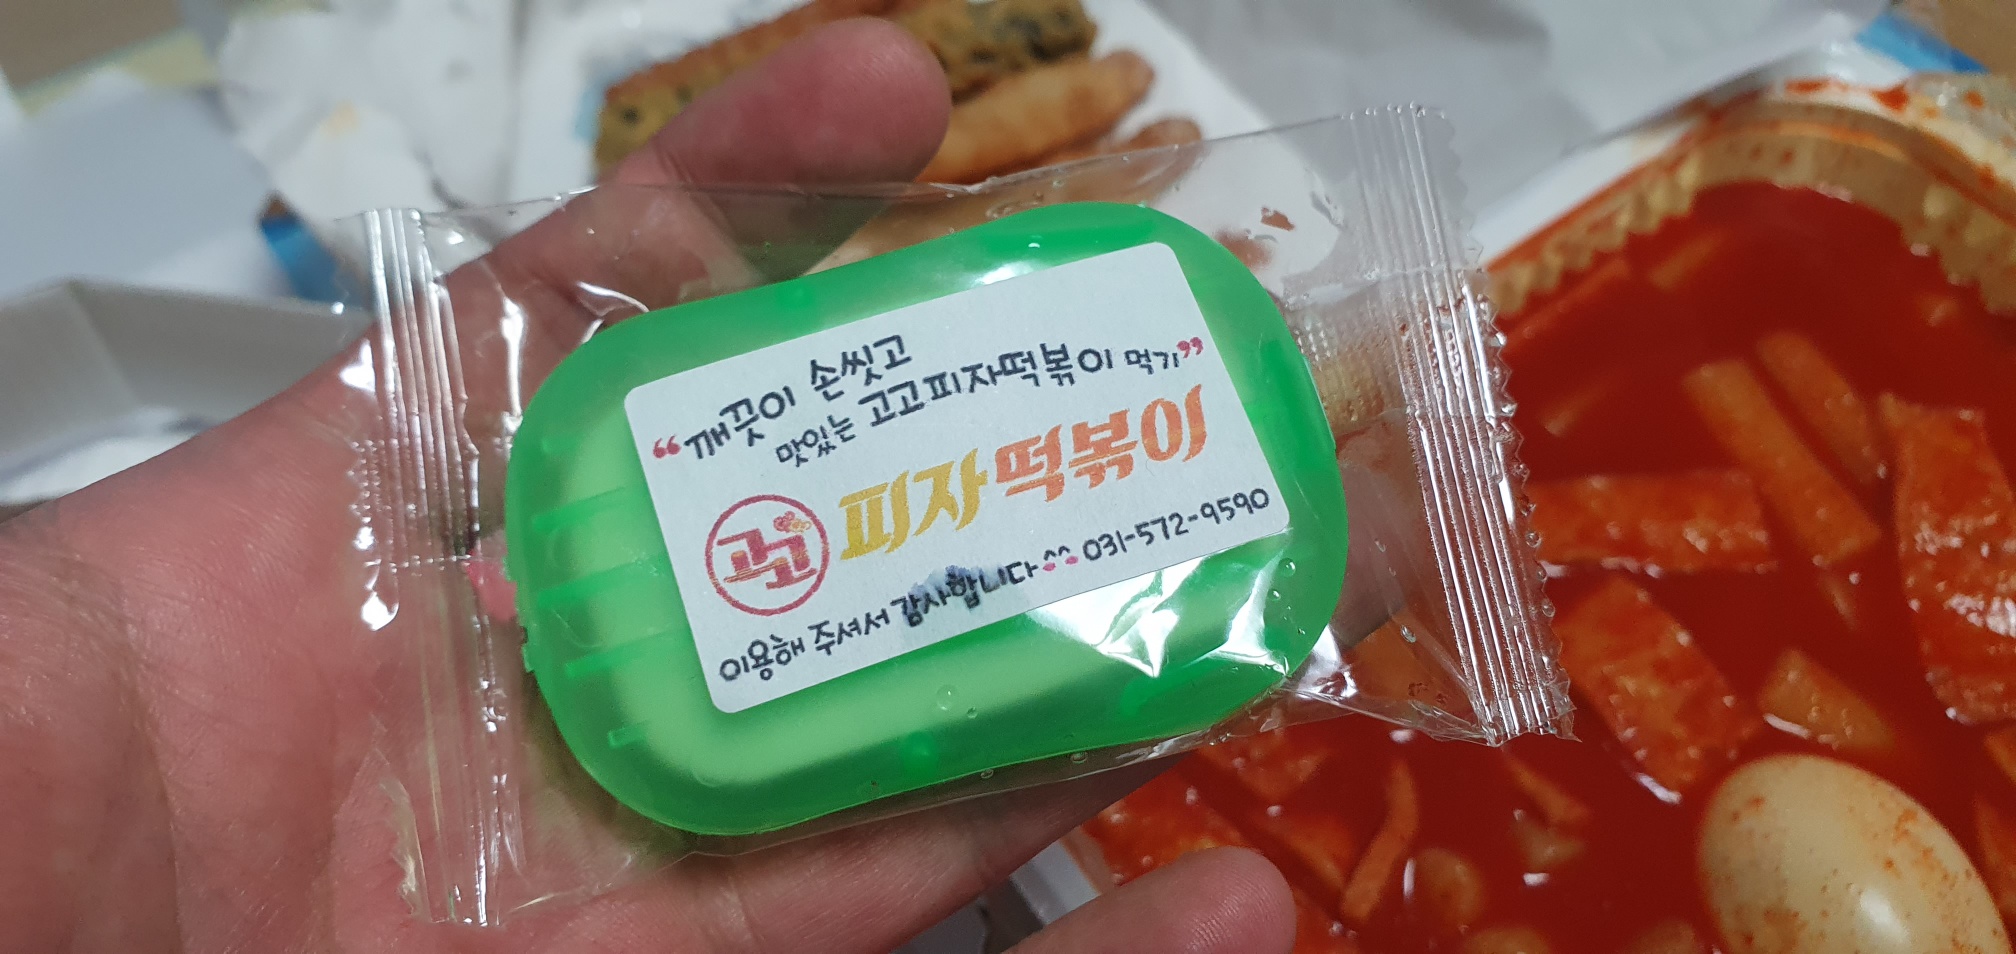 “깨끗이 손씻고
맛있는 고고피자떡볶이 먹기”
고고 피자떡볶이
이용해 주셔서 감사합니다^^ 031-572-9590